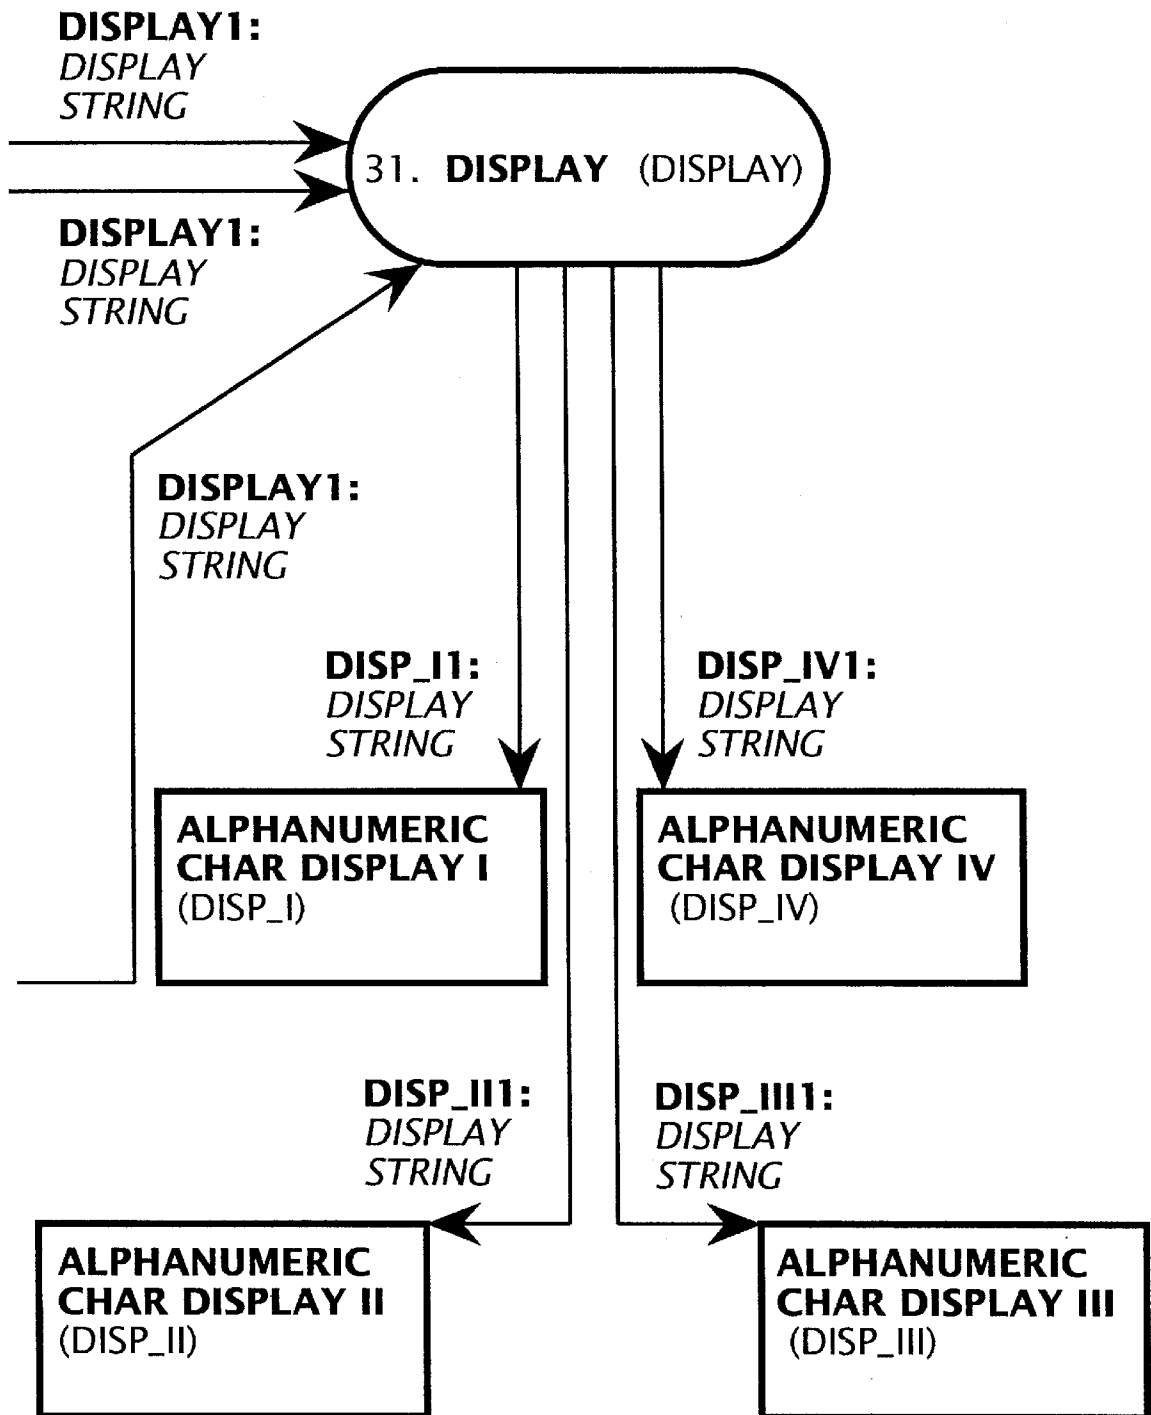 DISPLAY1:
DISPLAY
STRING
31. DISPLAY (DISPLAY)
DISPLAY1:
DISPLAY
STRING
DISPLAY1:
DISPLAY
STRING
DISP_I1:
DISPLAY
STRING
DISP_IV1:
DISPLAY
STRING
ALPHANUMERIC
CHAR DISPLAY I
(DISP_I)
ALPHANUMERIC
CHAR DISPLAY IV
(DISP_IV)
DISP_II1:
DISPLAY
STRING
DISP_III1:
DISPLAY
STRING
ALPHANUMERIC
CHAR DISPLAY II
(DISP_II)
ALPHANUMERIC
CHAR DISPLAY III
(DISP_III)